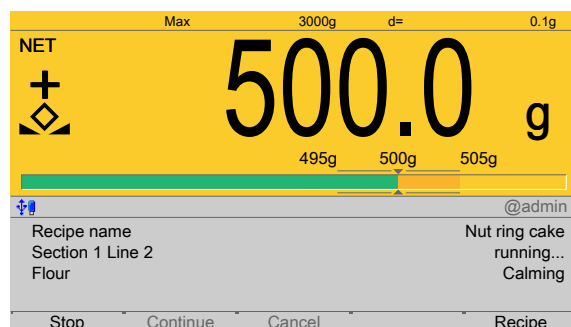 Max 3000g d= 0.1g
NET
500.0 g
495g 500g 505g
@admin
Recipe name Nut ring cake
Section 1 Line 2 running...
Flour Calming
Stop Continue Cancel Recipe